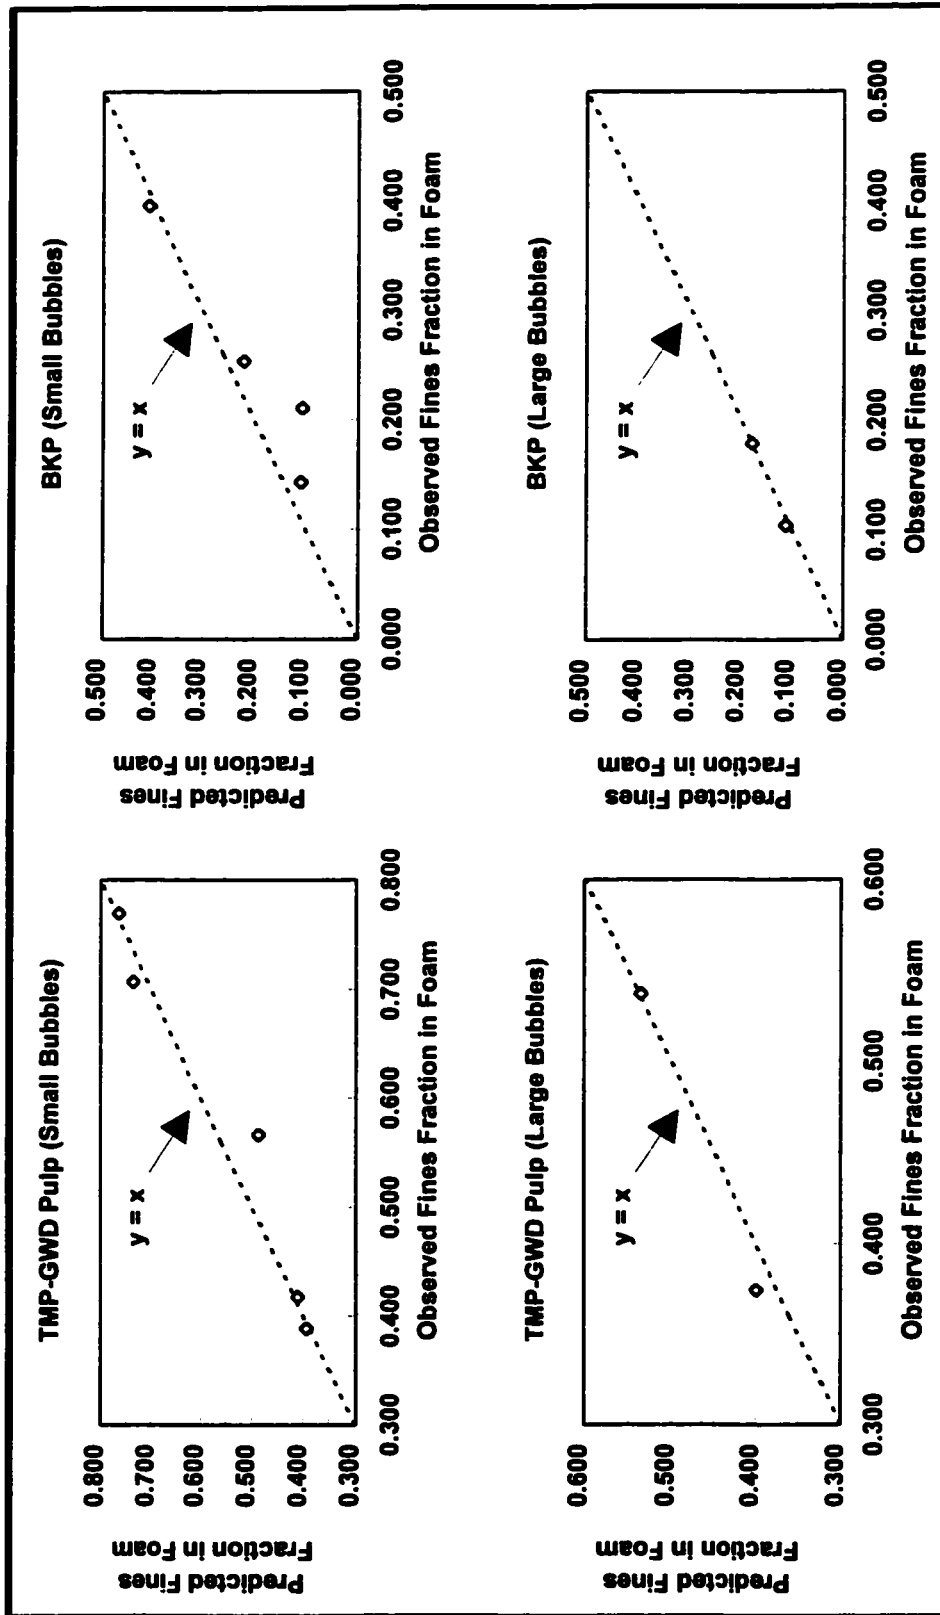 TMP-GWD Pulp (Small Bubbles)
Predicted Fines
Fraction in Foam
0.800
0.700
0.600
0.500
0.400
0.300
y = x
0.300 0.400 0.500 0.600 0.700 0.800
Observed Fines Fraction in Foam
BKP (Small Bubbles)
Predicted Fines
Fraction in Foam
0.500
0.400
0.300
0.200
0.100
0.000
y = x
0.000 0.100 0.200 0.300 0.400 0.500
Observed Fines Fraction in Foam
TMP-GWD Pulp (Large Bubbles)
Predicted Fines
Fraction in Foam
0.600
0.500
0.400
0.300
y = x
0.300 0.400 0.500 0.600
Observed Fines Fraction in Foam
BKP (Large Bubbles)
Predicted Fines
Fraction in Foam
0.500
0.400
0.300
0.200
0.100
0.000
y = x
0.000 0.100 0.200 0.300 0.400 0.500
Observed Fines Fraction in Foam